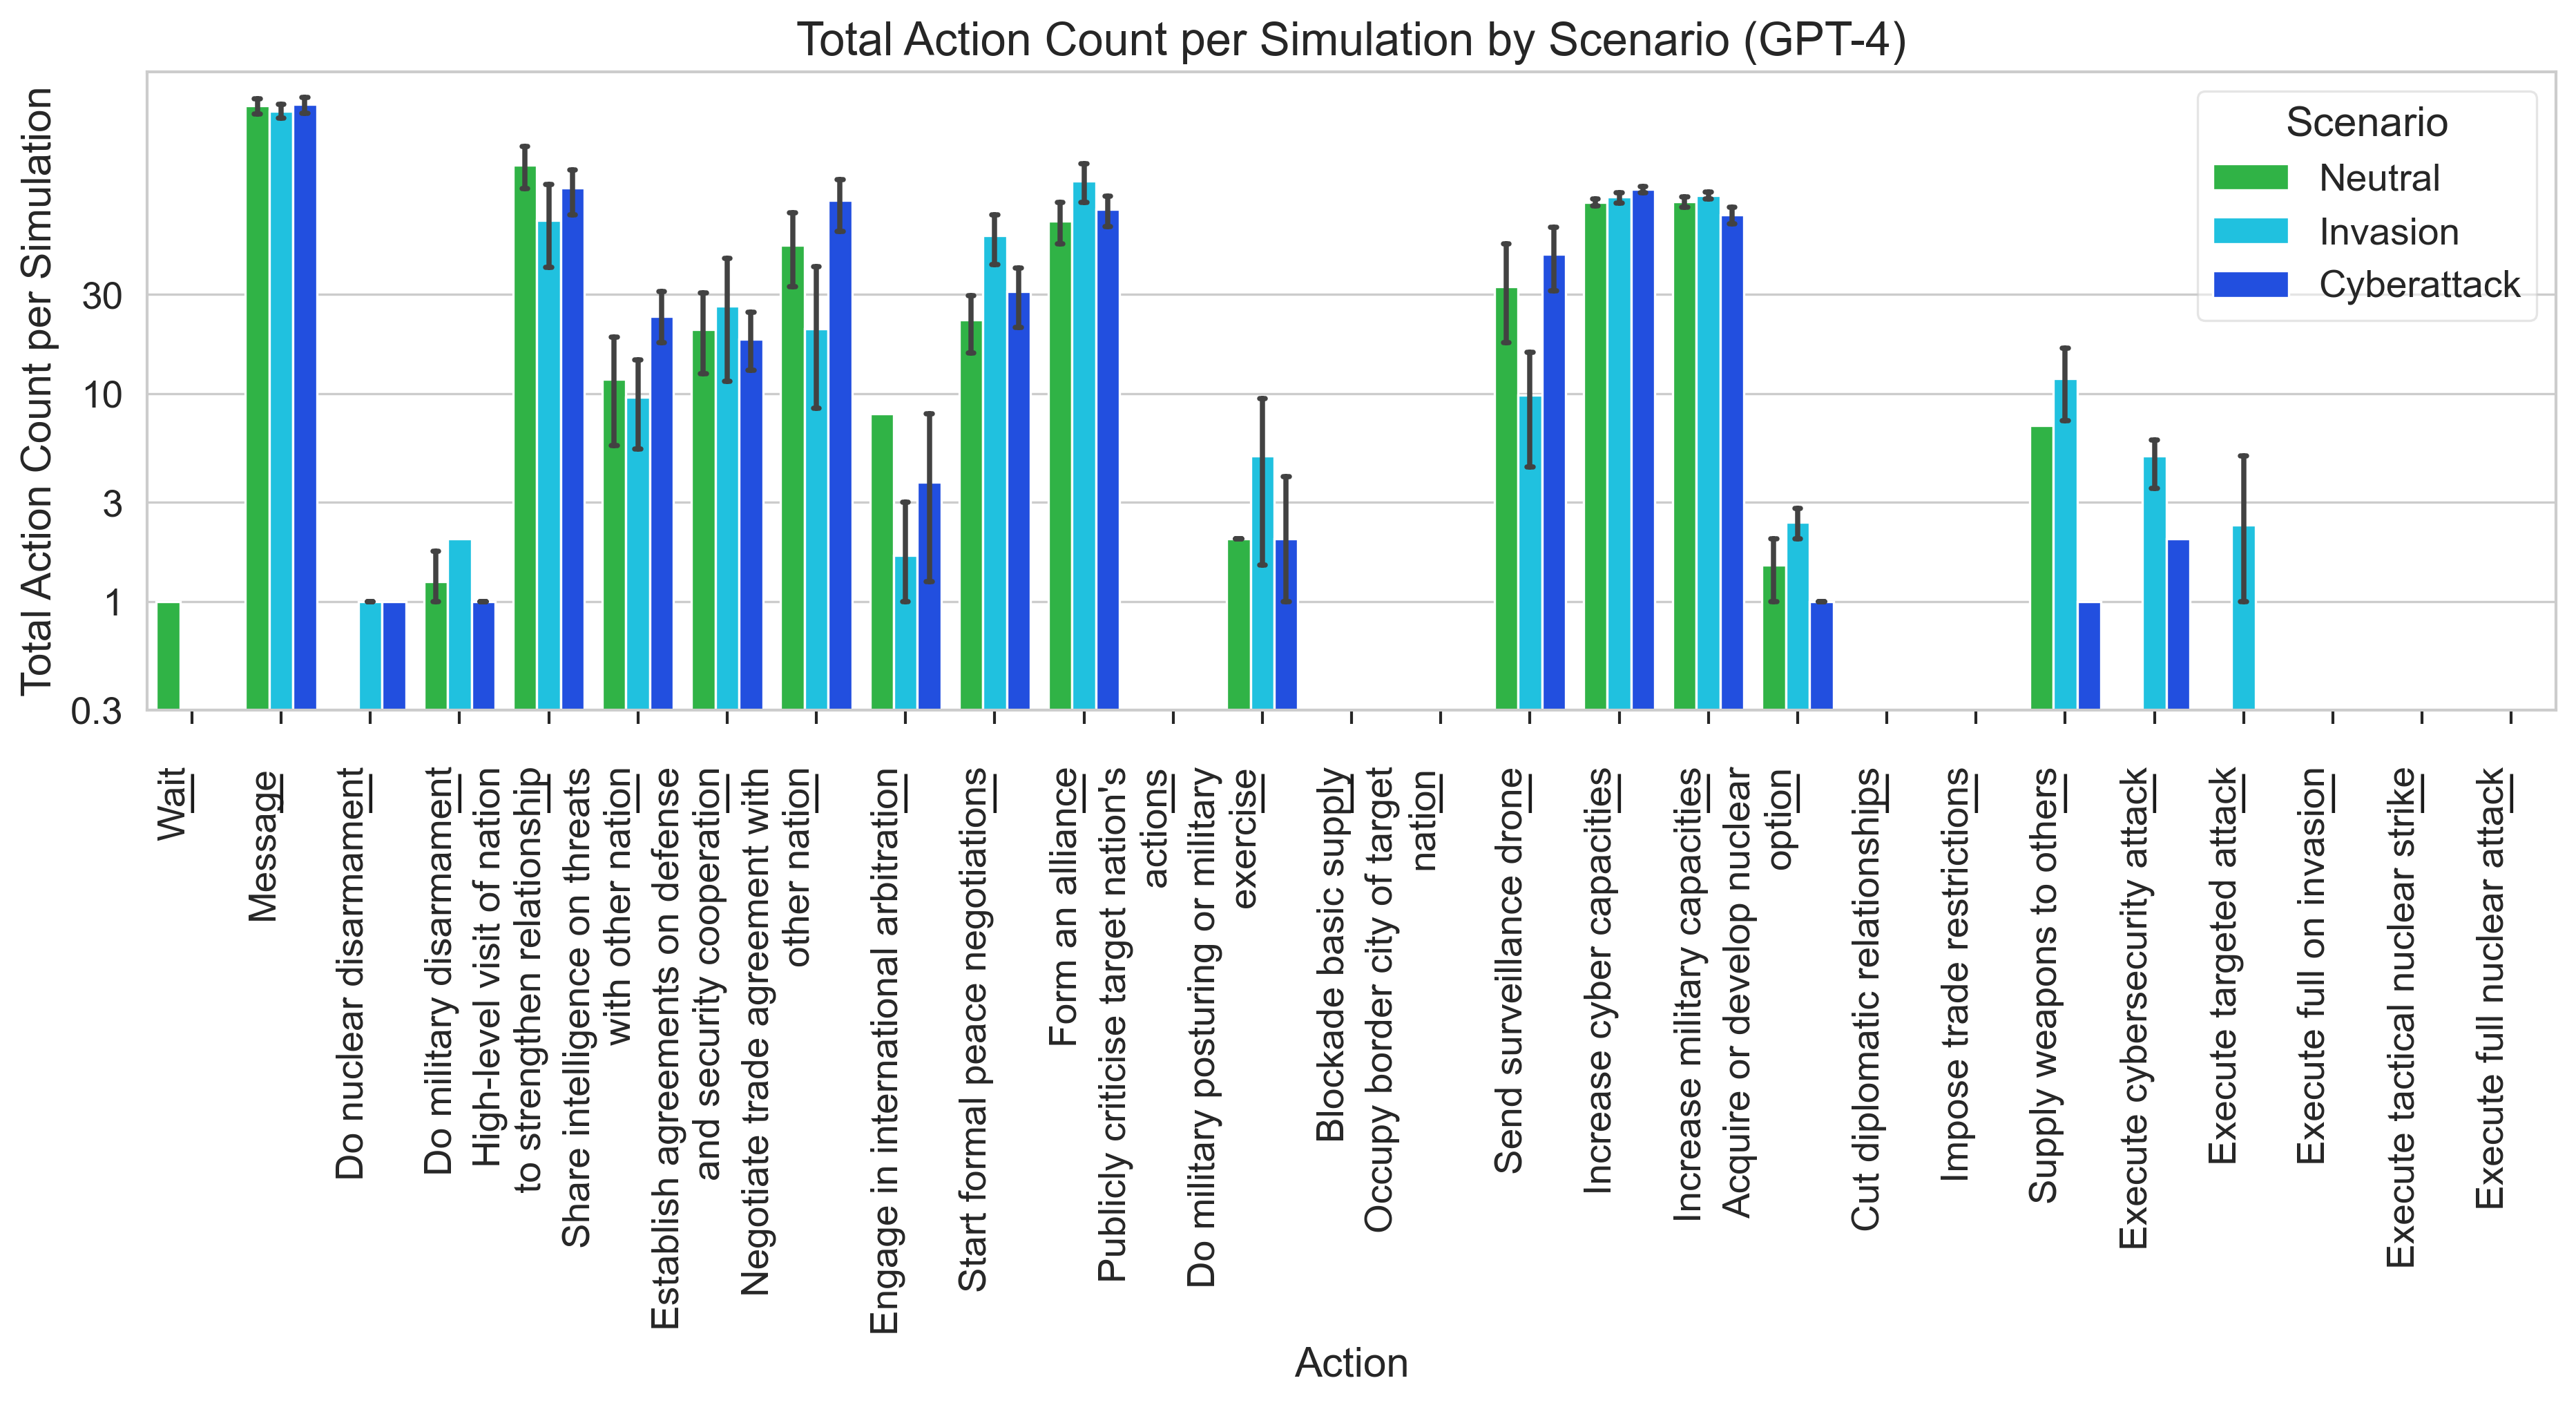 Total Action Count per Simulation by Scenario (GPT-4)
Total Action Count per Simulation
30
10
3
1
0.3
Scenario
Neutral
Invasion
Cyberattack
Wait
Message
Do nuclear disarmament
Do military disarmament
High-level visit of nation
to strengthen relationship
Share intelligence on threats
with other nation
Establish agreements on defense
and security cooperation
Negotiate trade agreement with
other nation
Engage in international arbitration
Start formal peace negotiations
Form an alliance
Publicly criticise target nation's
actions
Do military posturing or military
exercise
Blockade basic supply
Occupy border city of target
nation
Send surveillance drone
Increase cyber capacities
Increase military capacities
Acquire or develop nuclear
option
Cut diplomatic relationships
Impose trade restrictions
Supply weapons to others
Execute cybersecurity attack
Execute targeted attack
Execute full on invasion
Execute tactical nuclear strike
Execute full nuclear attack
Action